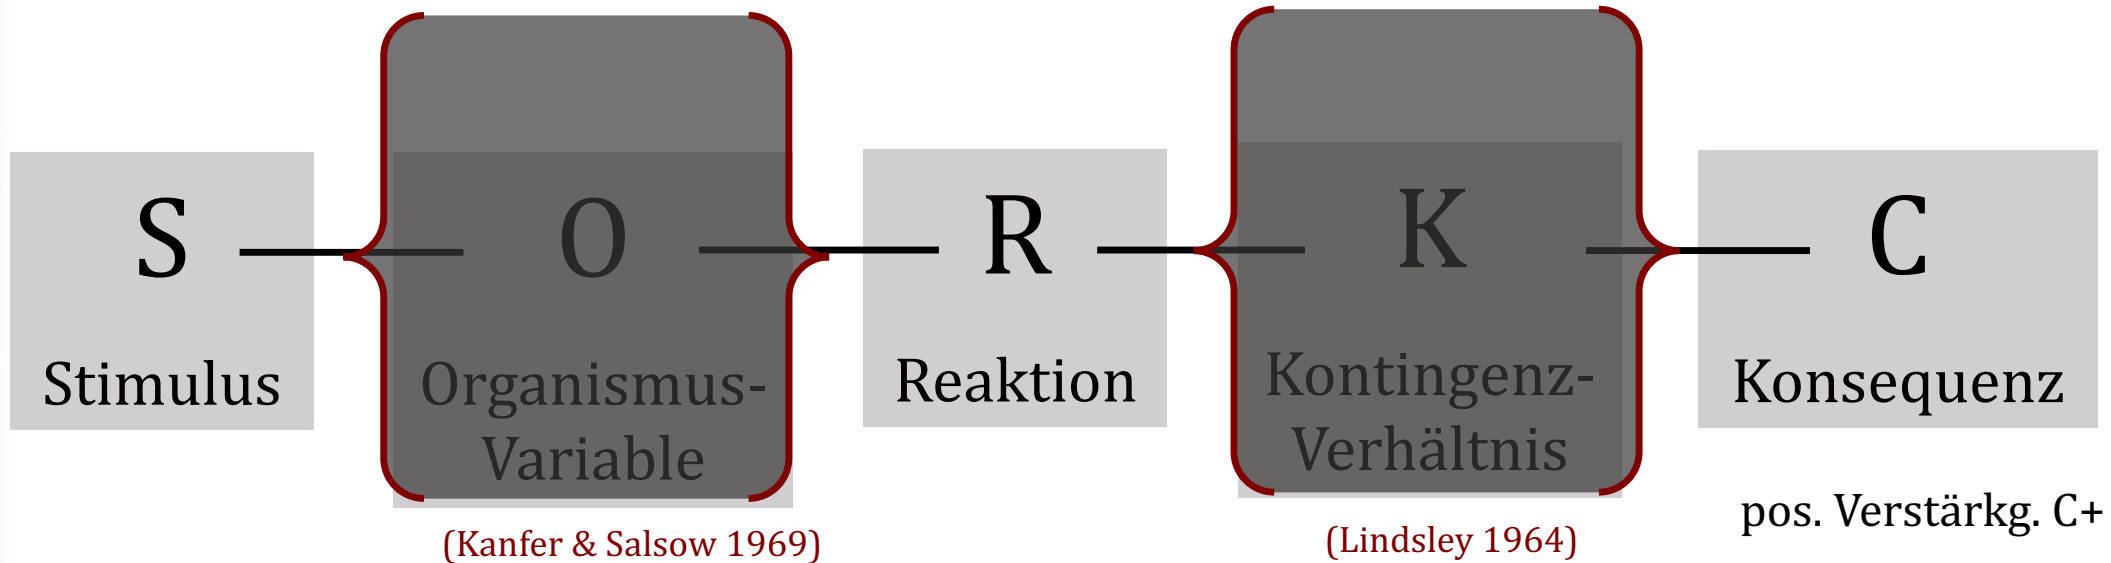 S
O
R
K
C
Stimulus
Organismus-
Variable
Reaktion
Kontingenz-
Verhältnis
Konsequenz
(Kanfer & Salsow 1969)
(Lindsley 1964)
pos. Verstärkg. C+